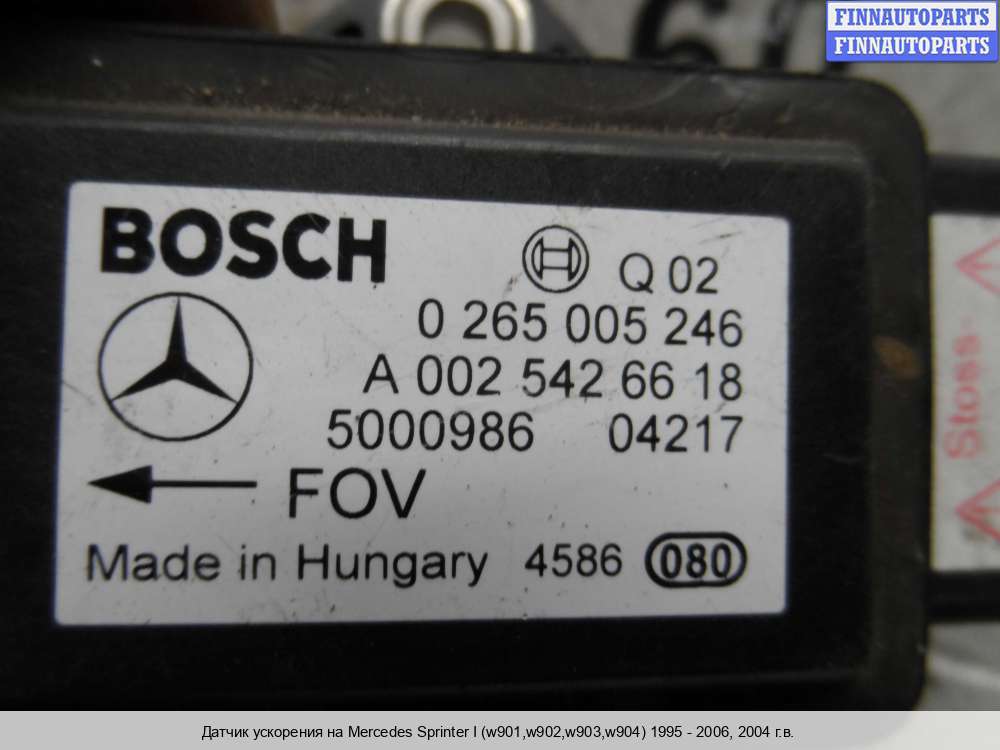 FINNAUTOPARTS
FINNAUTOPARTS
BOSCH
Q 02
0 265 005 246
A 002 542 66 18
5000986 04217
FOV
Made in Hungary 4586 080
Stoss
Датчик ускорения на Mercedes Sprinter I (w901,w902,w903,w904) 1995 - 2006, 2004 г.в.